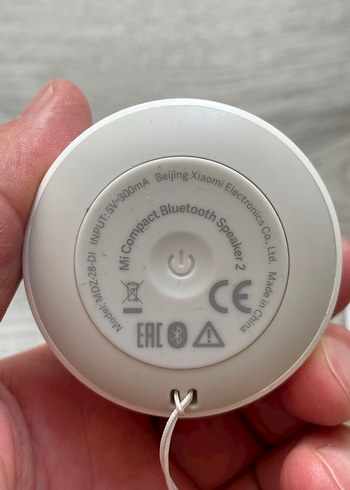 Model: MDZ-28-DI INPUT: 5V⎓300mA Beijing Xiaomi Electronics Co., Ltd. Made in China
Mi Compact Bluetooth Speaker 2
CE
EAC